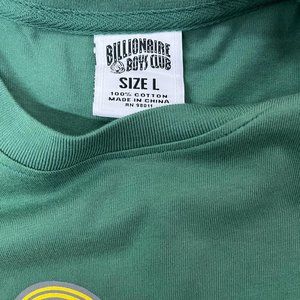 BILLIONAIRE
BOYS CLUB
SIZE L
100% COTTON
MADE IN CHINA
RN 98011